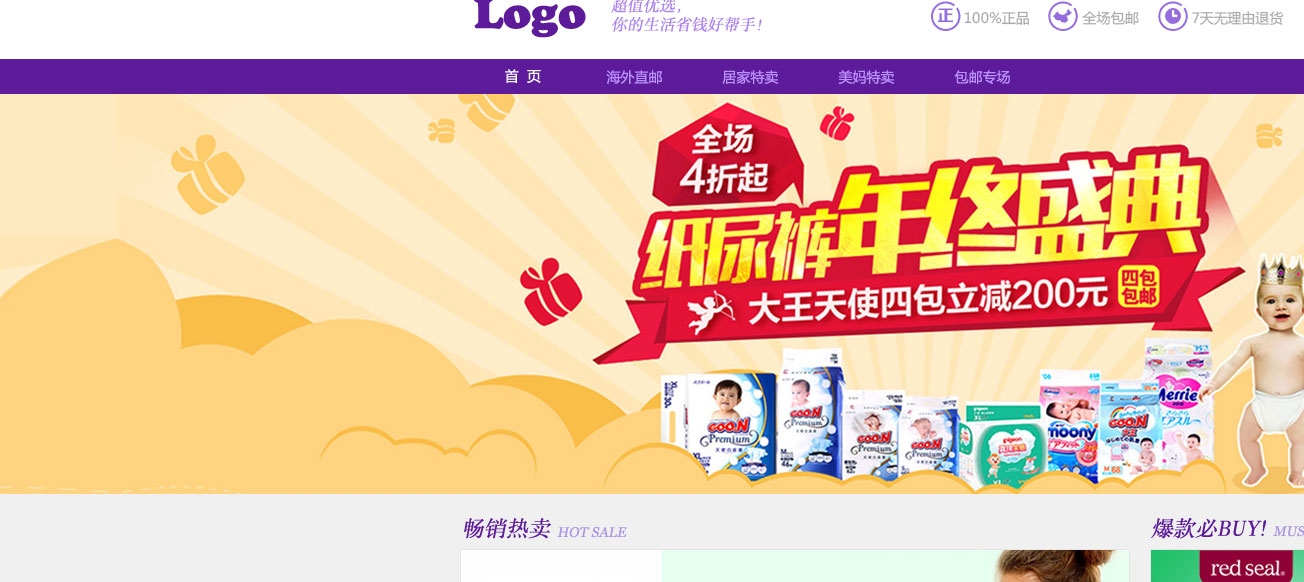 Logo
超值优选，
你的生活省钱好帮手！
正 100%正品
全场包邮
7天无理由退货
首 页
海外直邮
居家特卖
美妈特卖
包邮专场
全场
4折起
纸尿裤年终盛典
大王天使四包立减200元
四包
包邮
GOO.N
Premium
GOO.N
Premium
GOO.N
GOO.N
Pigeon
moony
GOO.N
Merries
畅销热卖 HOT SALE
爆款必BUY! MUS
red seal